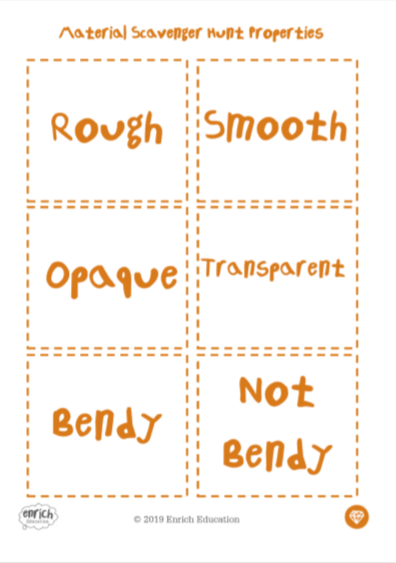 Material Scavenger Hunt Properties
Rough
Smooth
Opaque
Transparent
Bendy
Not
Bendy
enrich
Education
© 2019 Enrich Education